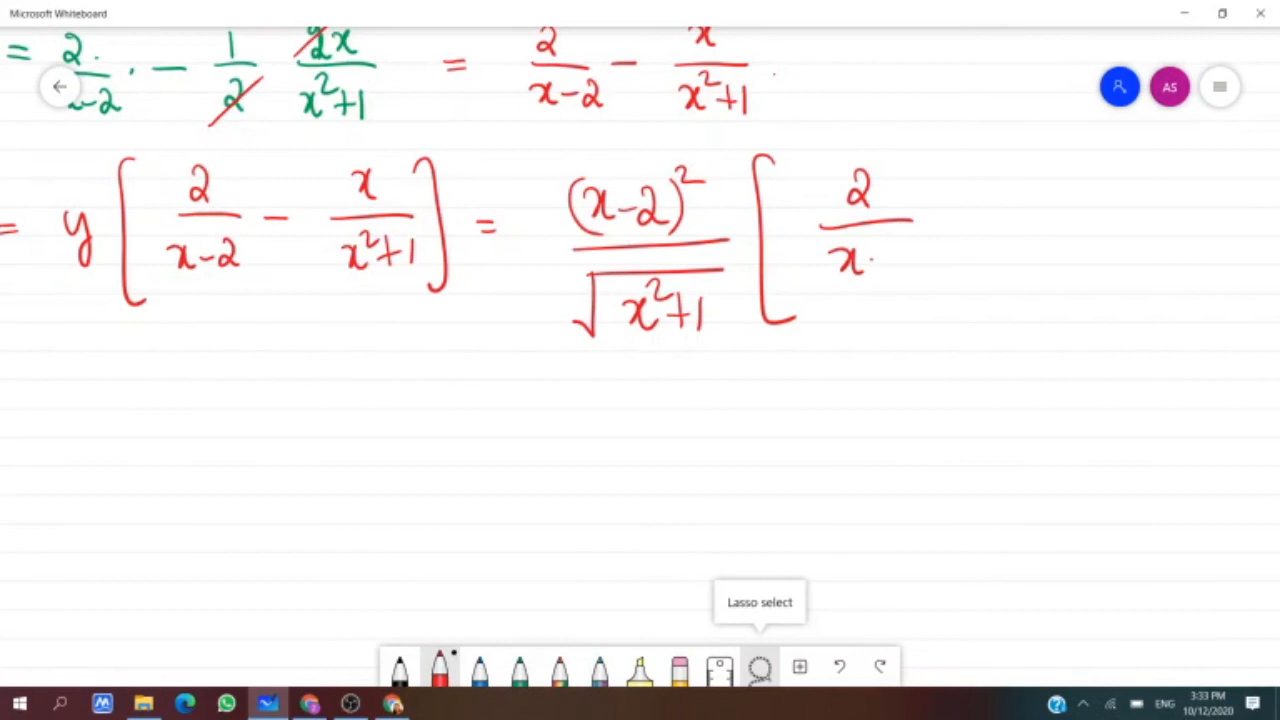 Microsoft Whiteboard
= 2/x-2 . - 1/2 2x/x²+1 = 2/x-2 - x/x²+1
AS
= y [ 2/x-2 - x/x²+1 ] = (x-2)²/√x²+1 [ 2/x
Lasso select
ENG
3:33 PM
10/12/2020